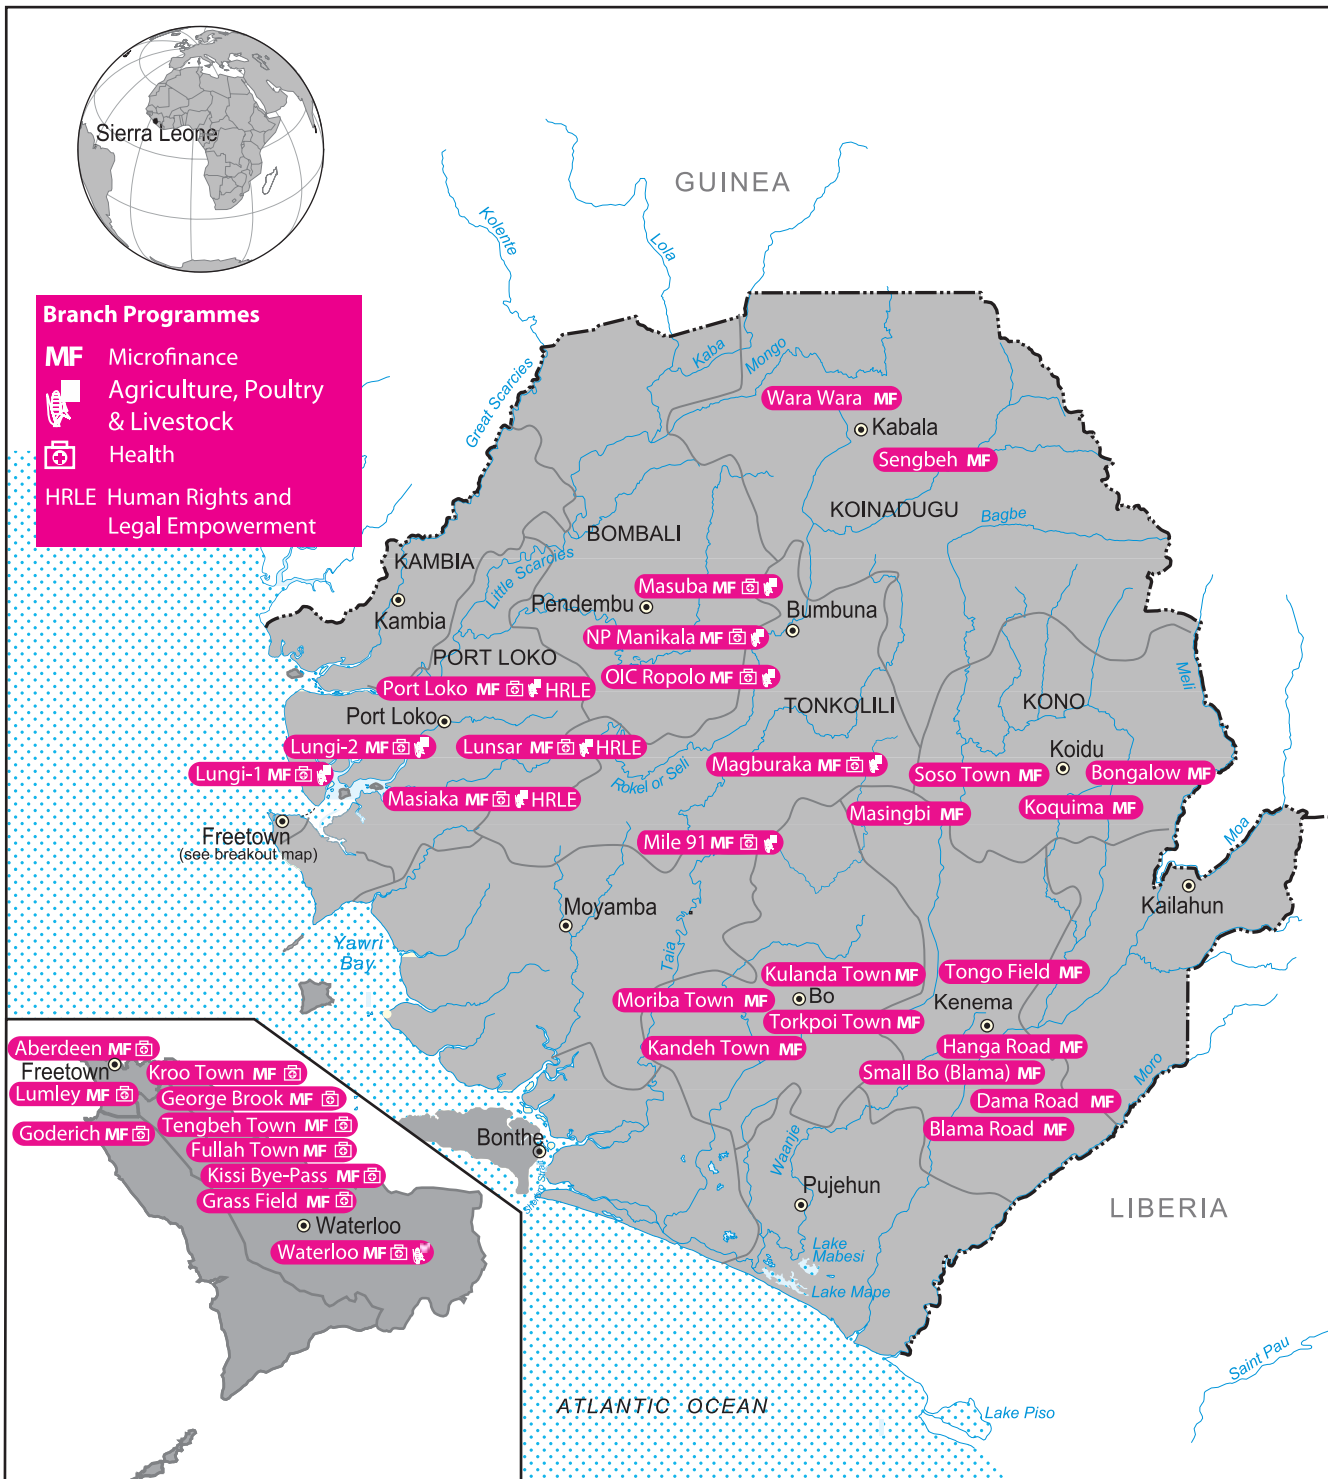 Sierra Leone
GUINEA
Kolente
Lola
Branch Programmes
MF Microfinance
Agriculture, Poultry
& Livestock
Health
HRLE Human Rights and
Legal Empowerment
Great Scarcies
Kaba
Mongo
Wara Wara MF
Kabala
Sengbeh MF
KOINADUGU
Bagbe
BOMBALI
KAMBIA
Little Scarcies
Masuba MF
Pendembu
Bumbuna
Kambia
NP Manikala MF
PORT LOKO
OIC Ropolo MF
Meli
Port Loko MF HRLE
TONKOLILI
KONO
Port Loko
Lungi-2 MF
Lunsar MF HRLE
Koidu
Lungi-1 MF
Rokel or Seli
Magburaka MF
Soso Town MF
Bongalow MF
Masiaka MF HRLE
Masingbi MF
Koquima MF
Freetown
(see breakout map)
Mile 91 MF
Moa
Kailahun
Moyamba
Yawri
Bay
Taia
Kulanda Town MF
Tongo Field MF
Moriba Town MF
Bo
Kenema
Torkpoi Town MF
Kandeh Town MF
Hanga Road MF
Small Bo (Blama) MF
Moro
Dama Road MF
Blama Road MF
Aberdeen MF
Freetown
Kroo Town MF
Lumley MF
George Brook MF
Tengbeh Town MF
Goderich MF
Fullah Town MF
Kissi Bye-Pass MF
Grass Field MF
Waterloo
Waterloo MF
Bonthe
Waanje
Pujehun
LIBERIA
Lake
Mabesi
Lake Mape
Saint Pau
ATLANTIC OCEAN
Lake Piso